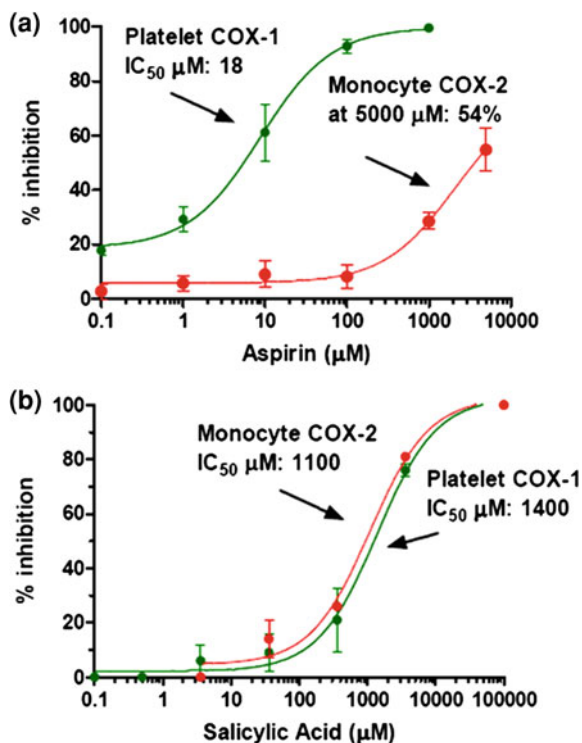 (a)
Platelet COX-1
IC50 µM: 18
Monocyte COX-2
at 5000 µM: 54%
% inhibition
100
80
60
40
20
0
0.1 1 10 100 1000 10000
Aspirin (µM)
(b)
Monocyte COX-2
IC50 µM: 1100
Platelet COX-1
IC50 µM: 1400
% inhibition
100
80
60
40
20
0
0.1 1 10 100 1000 10000 100000
Salicylic Acid (µM)